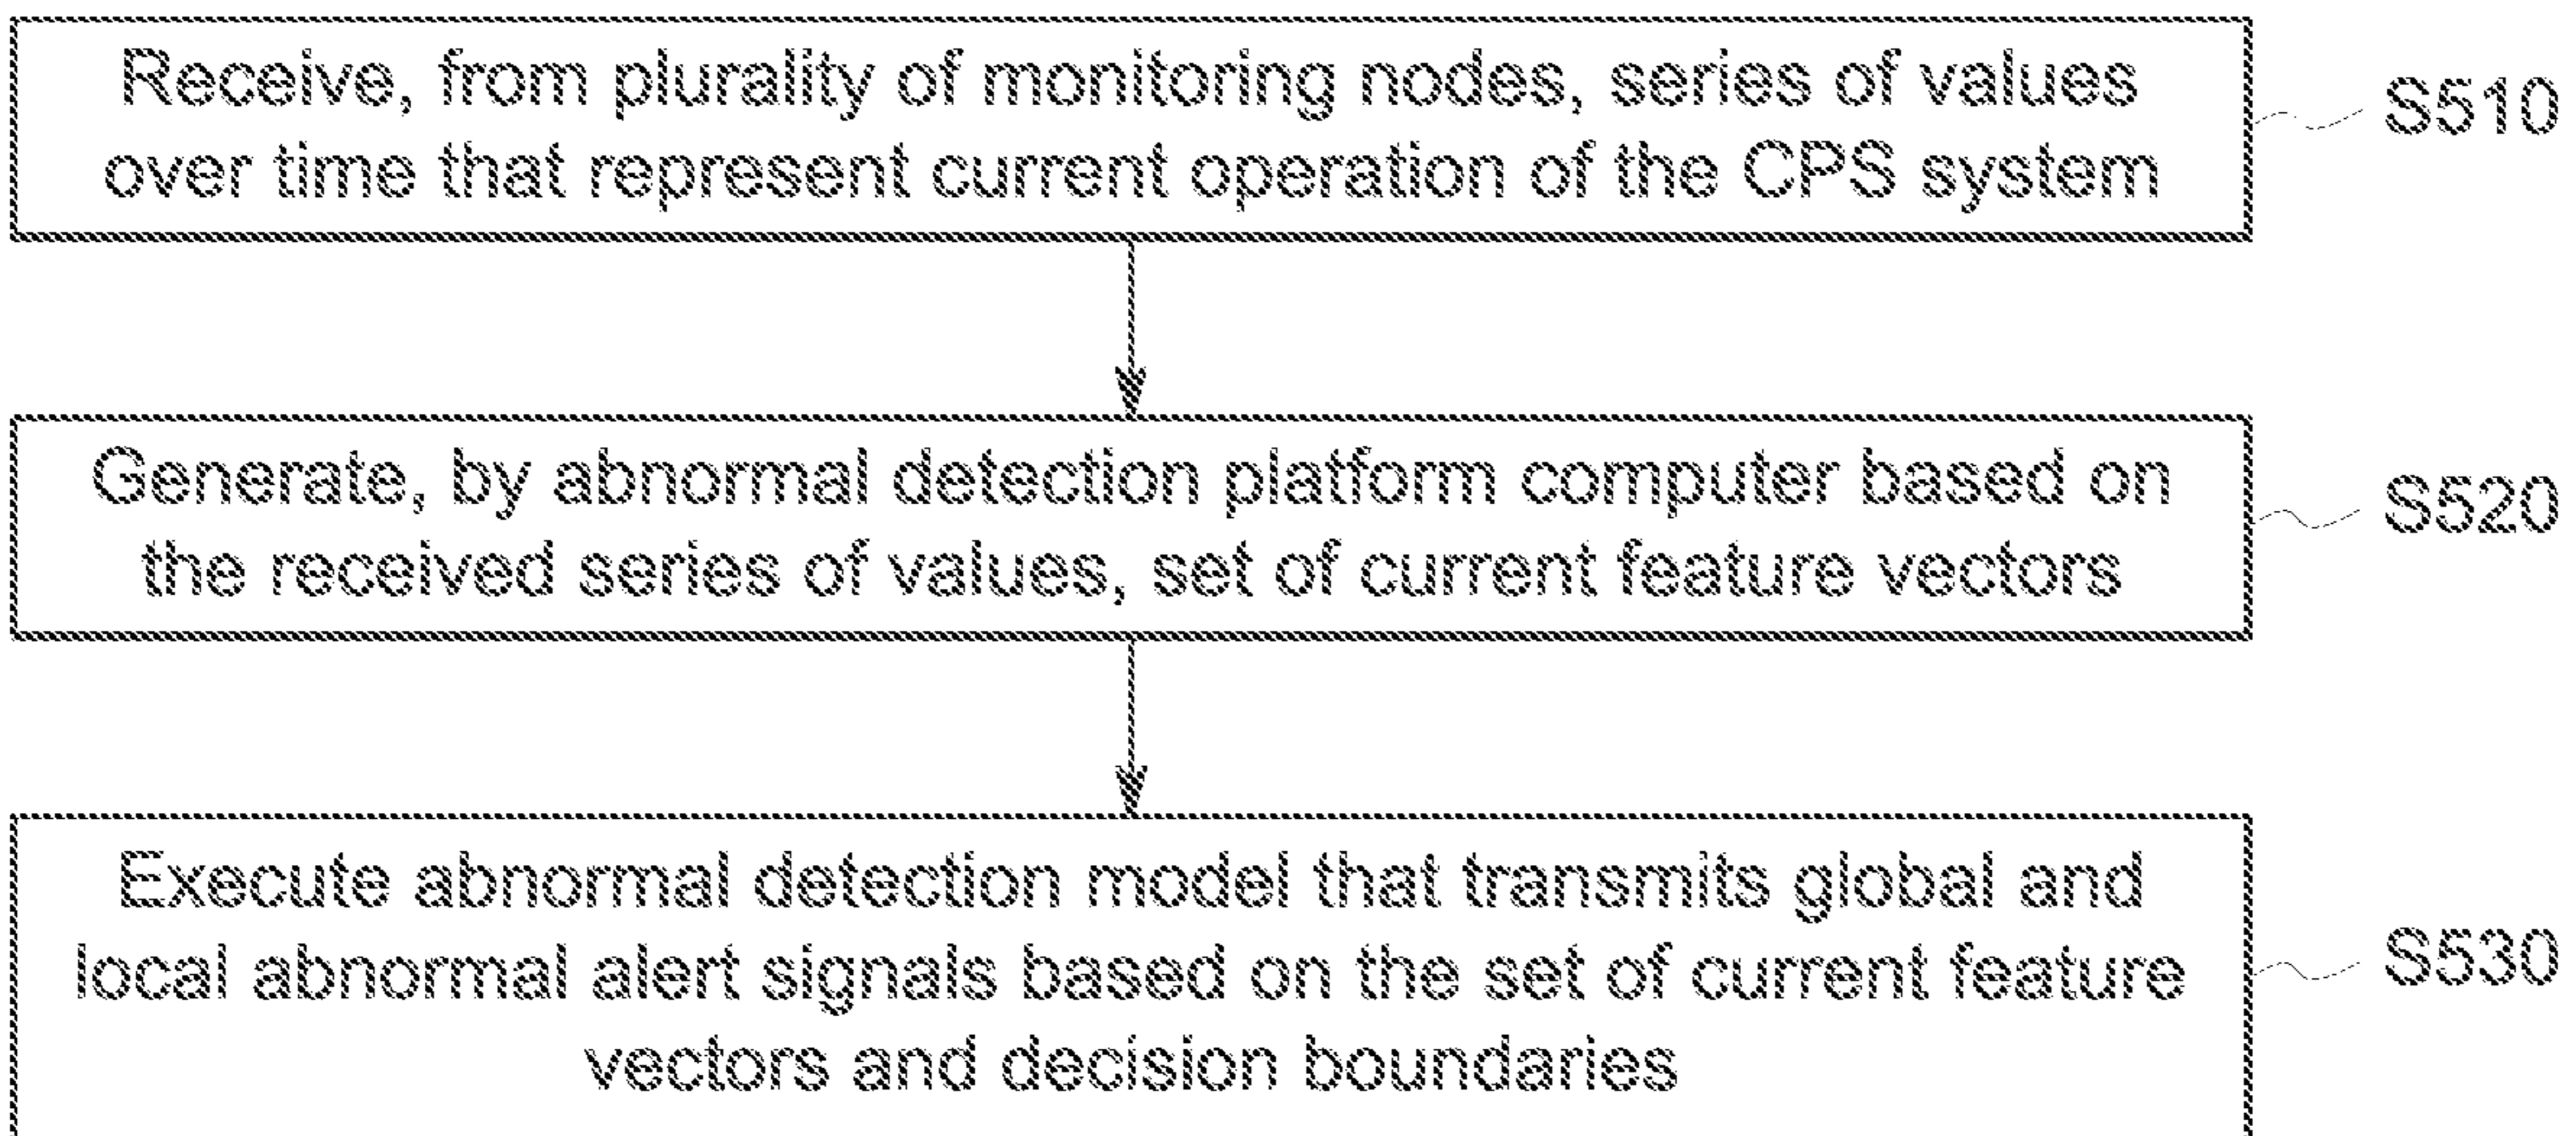 Receive, from plurality of monitoring nodes, series of values
over time that represent current operation of the CPS system
S510
Generate, by abnormal detection platform computer based on
the received series of values, set of current feature vectors
S520
Execute abnormal detection model that transmits global and
local abnormal alert signals based on the set of current feature
vectors and decision boundaries
S530